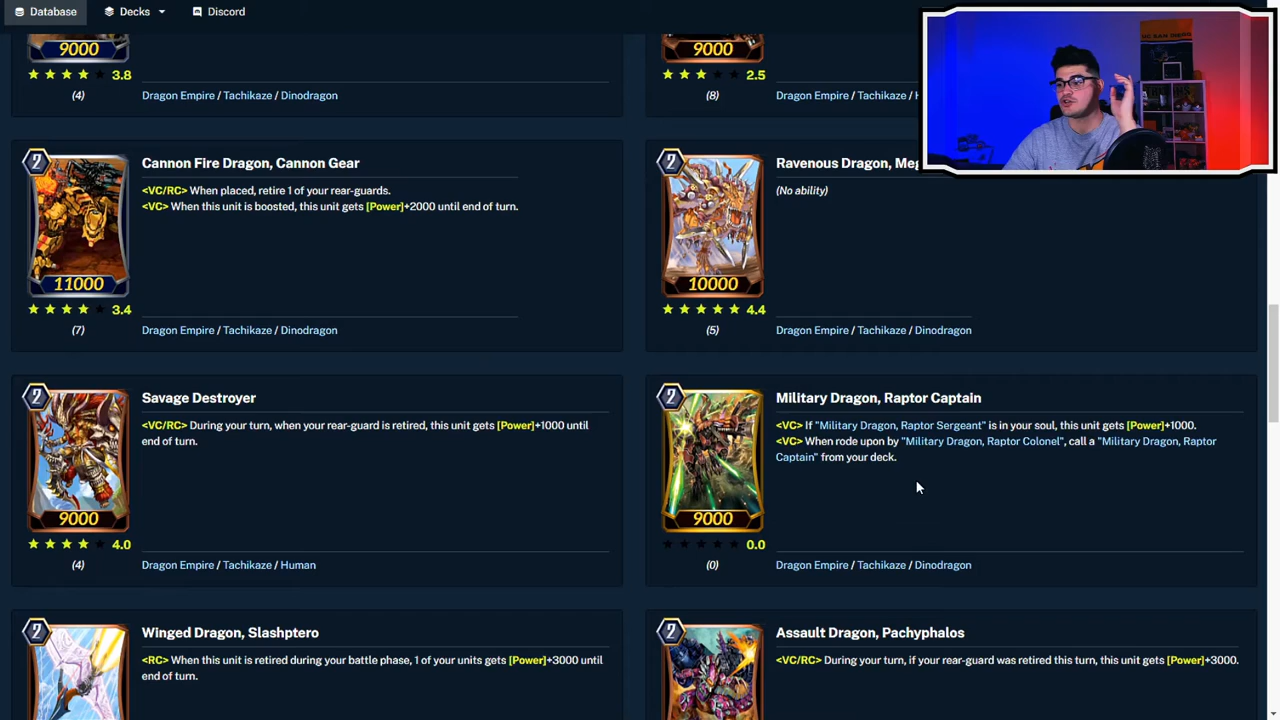 Database Decks Discord
9000
3.8
(4)
Dragon Empire / Tachikaze / Dinodragon
9000
2.5
(8)
Dragon Empire / Tachikaze /
2
Cannon Fire Dragon, Cannon Gear
<VC/RC> When placed, retire 1 of your rear-guards.
<VC> When this unit is boosted, this unit gets [Power]+2000 until end of turn.
11000
3.4
(7)
Dragon Empire / Tachikaze / Dinodragon
2
Ravenous Dragon,
(No ability)
10000
4.4
(5)
Dragon Empire / Tachikaze / Dinodragon
2
Savage Destroyer
<VC/RC> During your turn, when your rear-guard is retired, this unit gets [Power]+1000 until
end of turn.
9000
4.0
(4)
Dragon Empire / Tachikaze / Human
2
Military Dragon, Raptor Captain
<VC> If "Military Dragon, Raptor Sergeant" is in your soul, this unit gets [Power]+1000.
<VC> When rode upon by "Military Dragon, Raptor Colonel", call a "Military Dragon, Raptor
Captain" from your deck.
9000
0.0
(0)
Dragon Empire / Tachikaze / Dinodragon
2
Winged Dragon, Slashptero
<RC> When this unit is retired during your battle phase, 1 of your units gets [Power]+3000 until
end of turn.
2
Assault Dragon, Pachyphalos
<VC/RC> During your turn, if your rear-guard was retired this turn, this unit gets [Power]+3000.